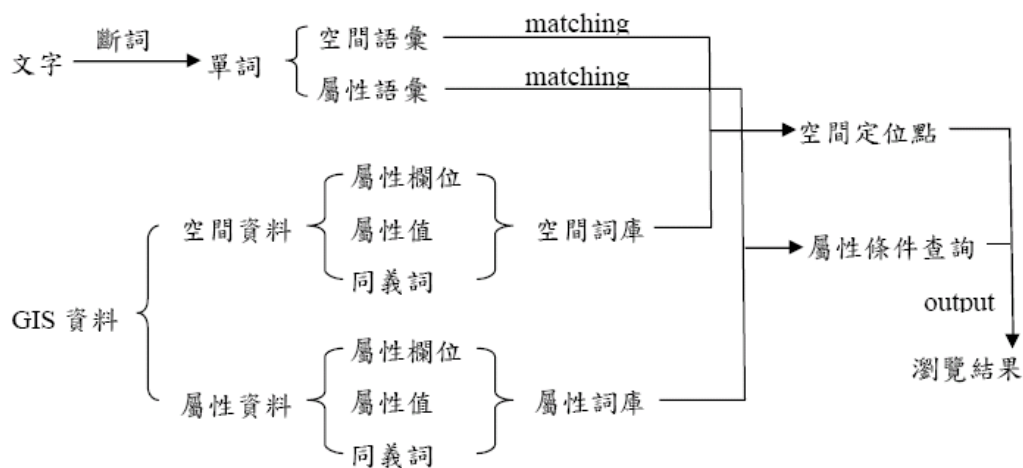 斷詞
matching
文字
單詞
空間語彙
屬性語彙
matching
空間定位點
屬性欄位
空間資料
屬性值
空間詞庫
同義詞
屬性條件查詢
GIS 資料
output
屬性欄位
瀏覽結果
屬性資料
屬性值
屬性詞庫
同義詞